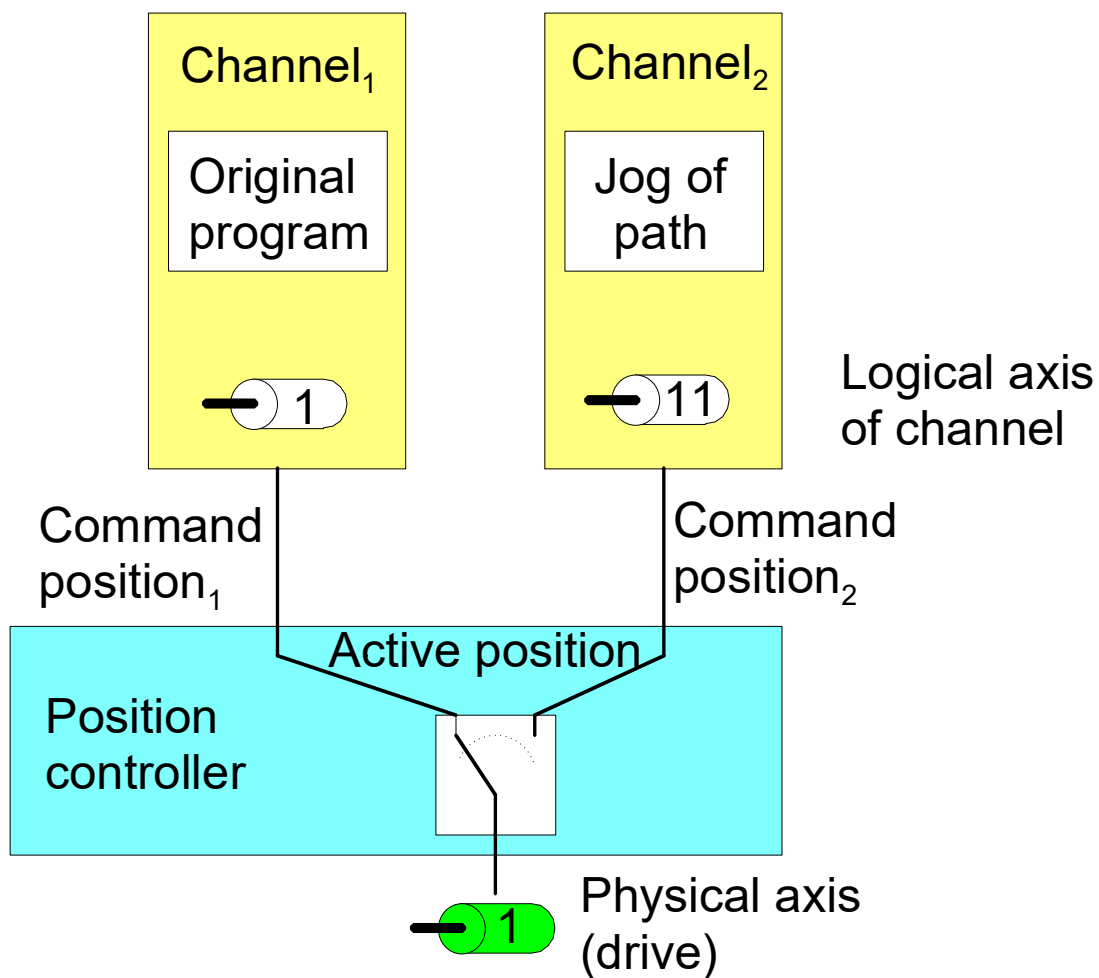 Channel₁
Channel₂
Original
program
Jog of
path
1
11
Logical axis
of channel
Command
position₁
Command
position₂
Active position
Position
controller
1
Physical axis
(drive)